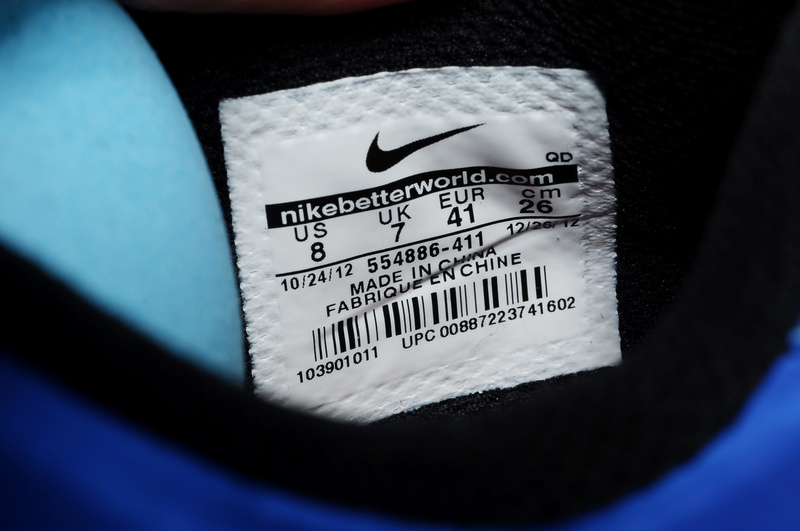 QD
nikebetterworld.com
US UK EUR cm
8 7 41 26
10/24/12 554886-411 12/26/12
MADE IN CHINA
FABRIQUE EN CHINE
103901011 UPC 00887223741602